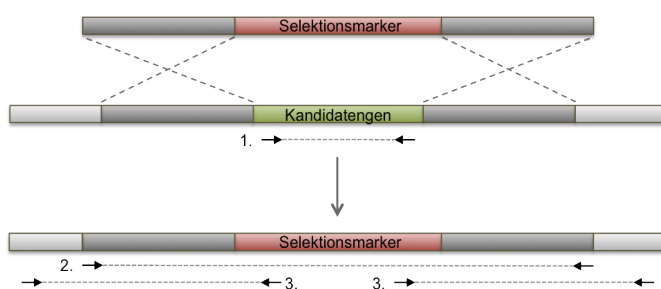 Selektionsmarker
Kandidatengen
1.
Selektionsmarker
2.
3. 3.